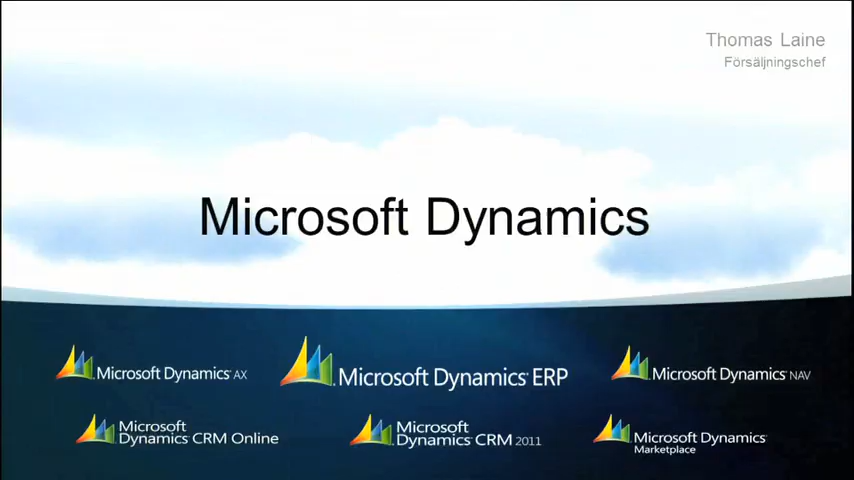 Thomas Laine
Försäljningschef
Microsoft Dynamics
Microsoft Dynamics AX
Microsoft Dynamics ERP
Microsoft Dynamics NAV
Microsoft
Dynamics CRM Online
Microsoft
Dynamics CRM 2011
Microsoft Dynamics
Marketplace